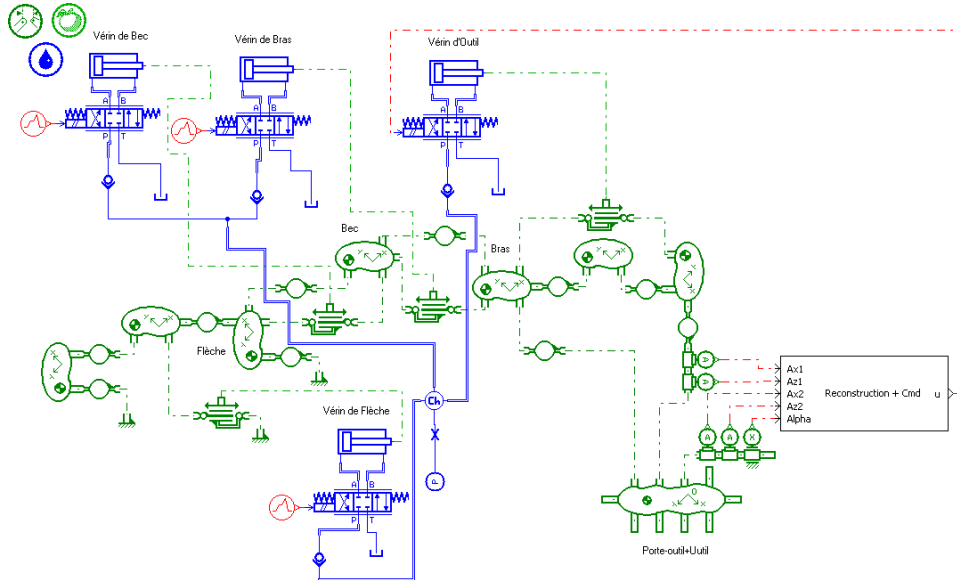 Vérin de Bec
Vérin de Bras
Vérin d'Outil
A B
P T
A B
P T
A B
P T
Bec
Bras
Flèche
Vérin de Flèche
Ch
P
A B
P T
A
A
A
A
X
Ax1
Az1
Ax2
Az2
Alpha
Reconstruction + Cmd
u
Porte-outil+Uutil